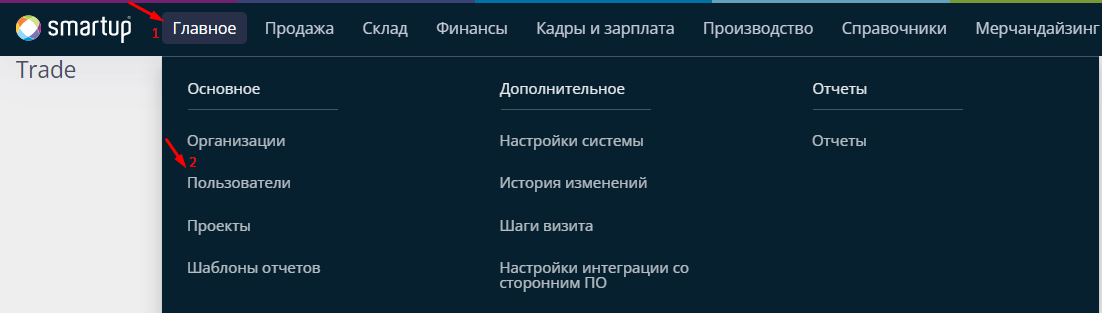 smartup
1
Главное
Продажа
Склад
Финансы
Кадры и зарплата
Производство
Справочники
Мерчандайзинг
Trade
Основное
Организации
2
Пользователи
Проекты
Шаблоны отчетов
Дополнительное
Настройки системы
История изменений
Шаги визита
Настройки интеграции со
сторонним ПО
Отчеты
Отчеты